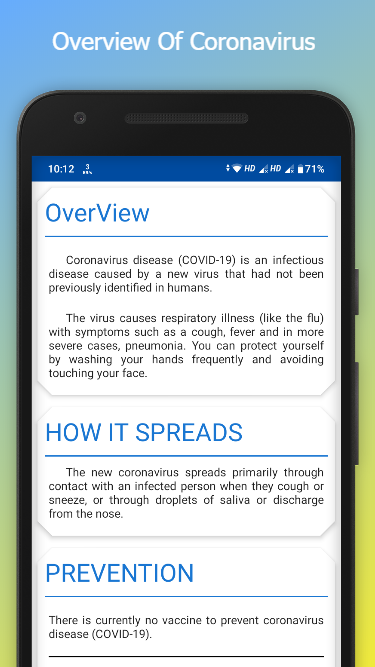 Overview Of Coronavirus
10:12
HD HD 71%
OverView
Coronavirus disease (COVID-19) is an infectious
disease caused by a new virus that had not been
previously identified in humans.
The virus causes respiratory illness (like the flu)
with symptoms such as a cough, fever and in more
severe cases, pneumonia. You can protect yourself
by washing your hands frequently and avoiding
touching your face.
HOW IT SPREADS
The new coronavirus spreads primarily through
contact with an infected person when they cough or
sneeze, or through droplets of saliva or discharge
from the nose.
PREVENTION
There is currently no vaccine to prevent coronavirus
disease (COVID-19).